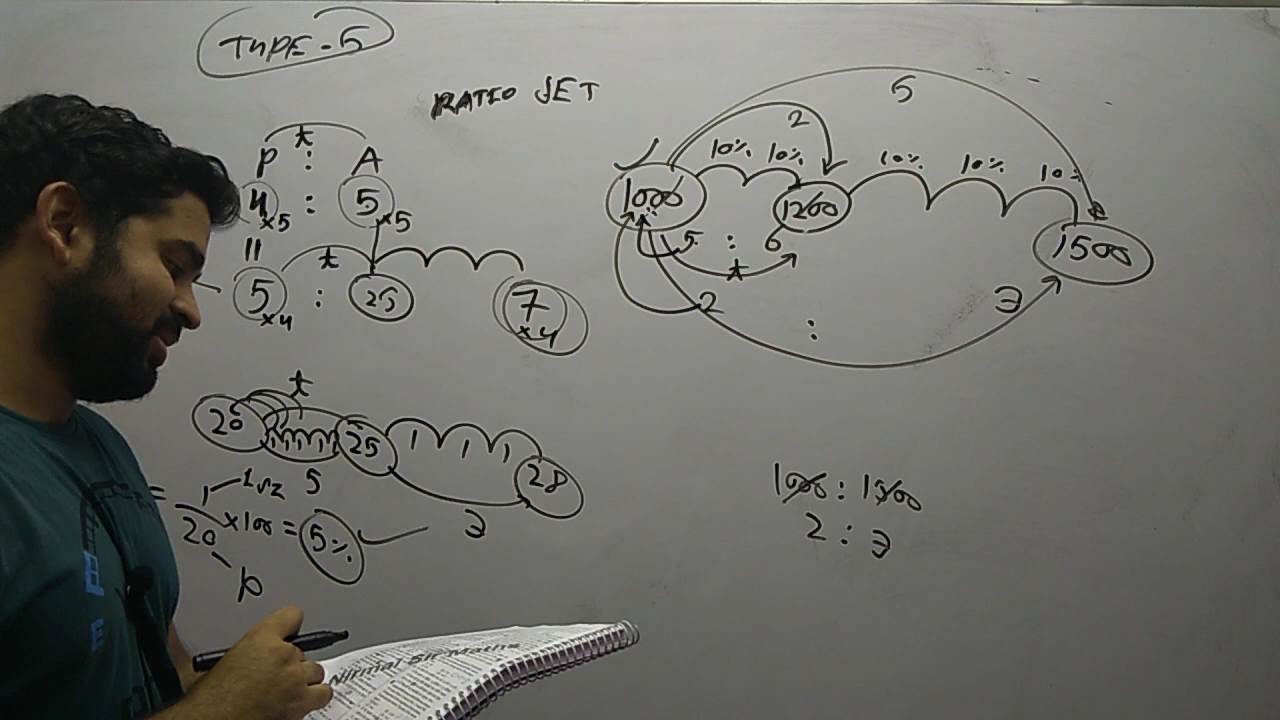 TYPE-5
RATIO SET
t
P : A
4 : 5
×5 ×5
||
t
5 : 25 7
×4 ×4
5
2
10% 10% 10% 10% 10%
1000 1200 1500
5 : 6
t
2 : 3
t
20 25 1 1 1 28
5 3
= 1 1yr
20 ×100 = 5%
P
1000 : 1500
2 : 3